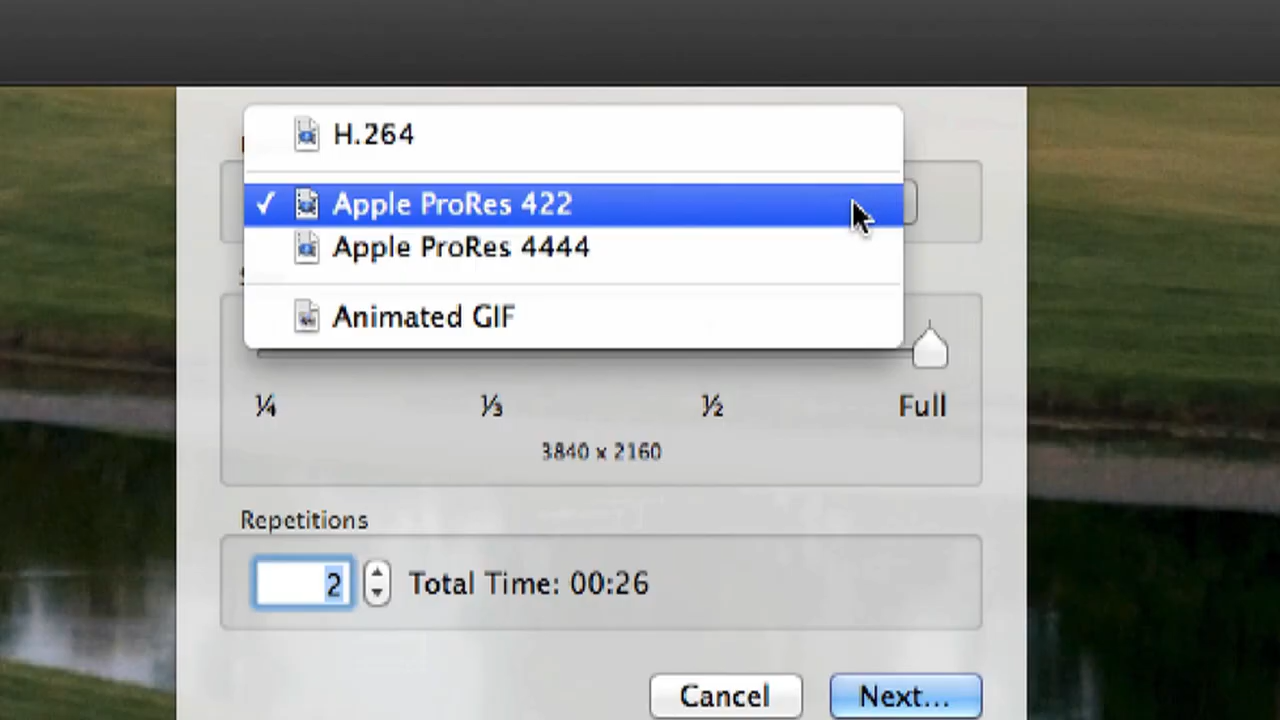 H.264
✓ Apple ProRes 422
Apple ProRes 4444
Animated GIF
¼ ⅓ ½ Full
3840 x 2160
Repetitions
2 Total Time: 00:26
Cancel Next...